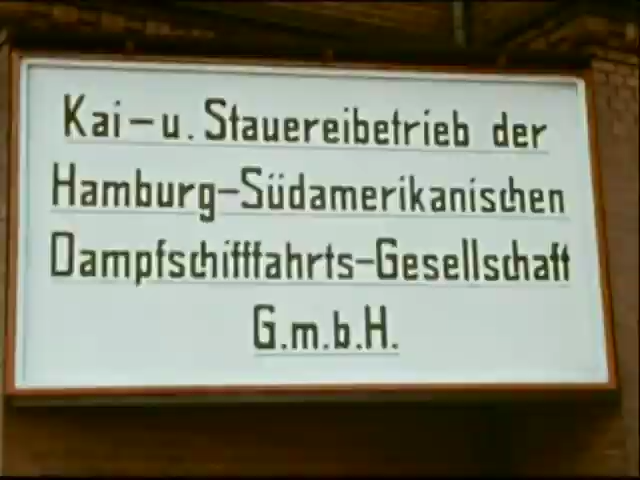 Kai-u. Stauereibetrieb der
Hamburg-Südamerikanischen
Dampfschifffahrts-Gesellschaft
G.m.b.H.